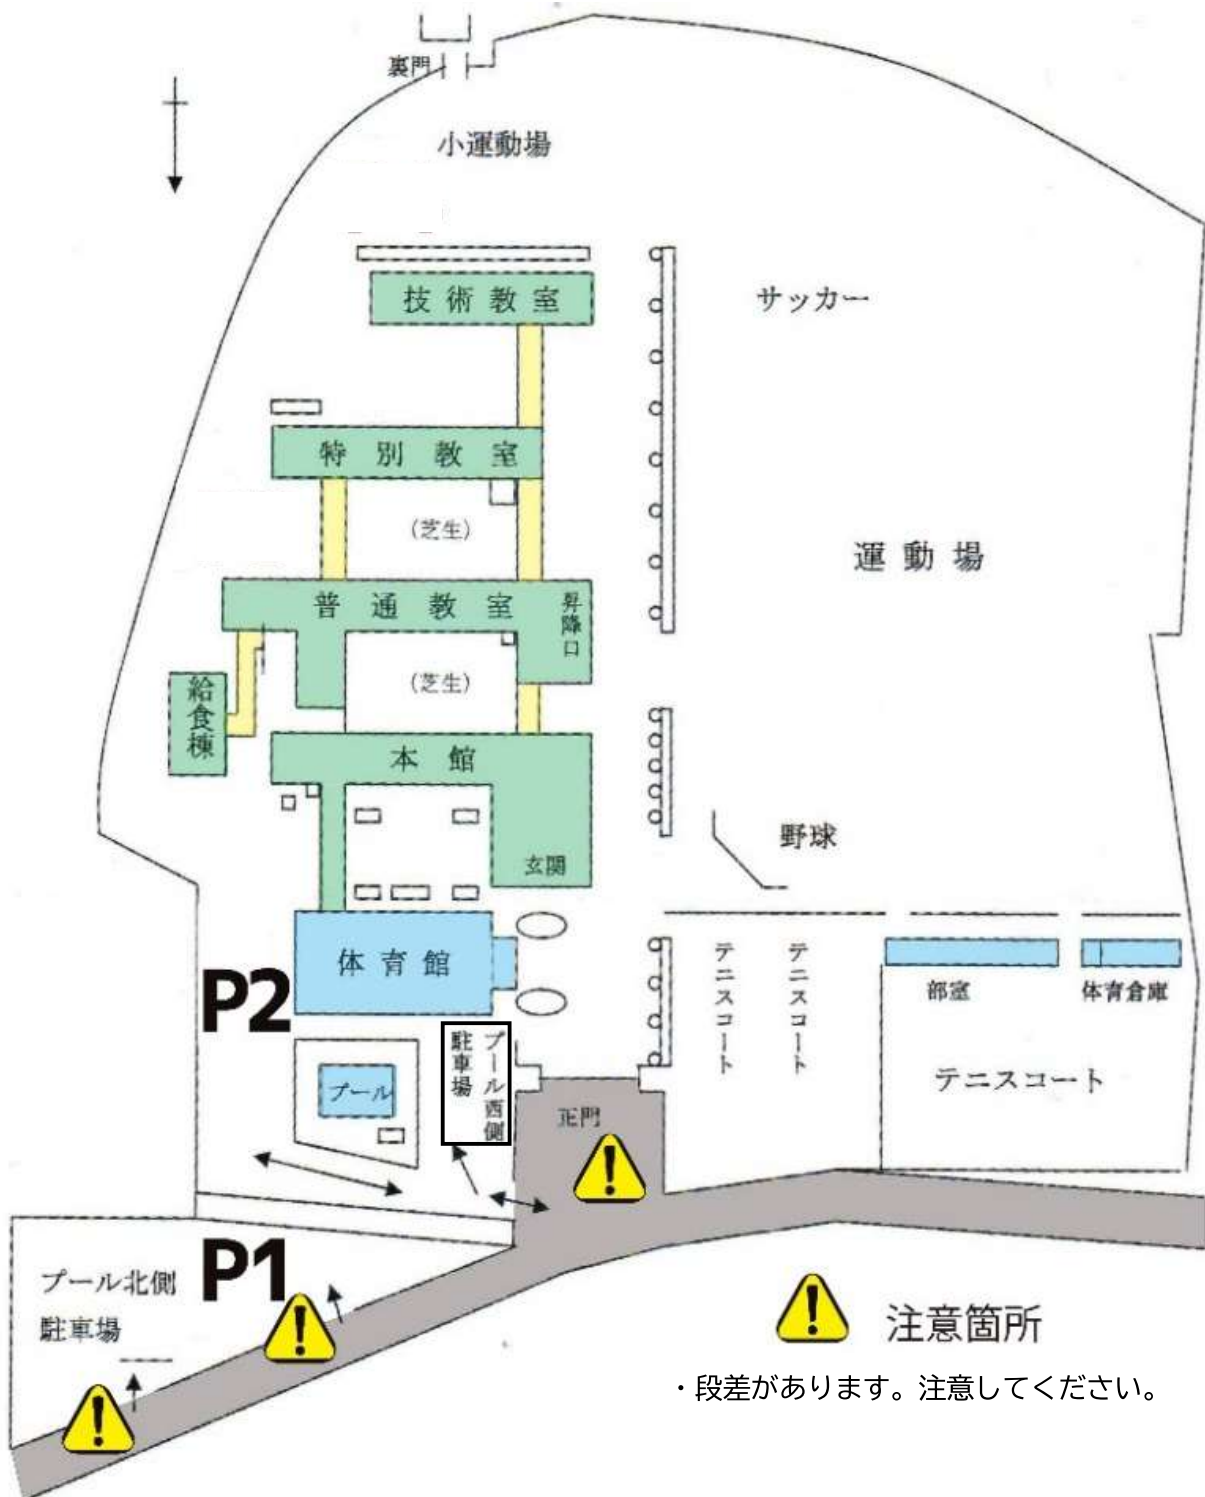 裏門
小運動場
技術教室
サッカー
特別教室
(芝生)
運動場
普通教室
昇降口
(芝生)
給食棟
本館
野球
玄関
体育館
テニスコート
テニスコート
部室
体育倉庫
P2
プール西側
駐車場
テニスコート
プール
正門
P1
プール北側
駐車場
注意箇所
・段差があります。注意してください。